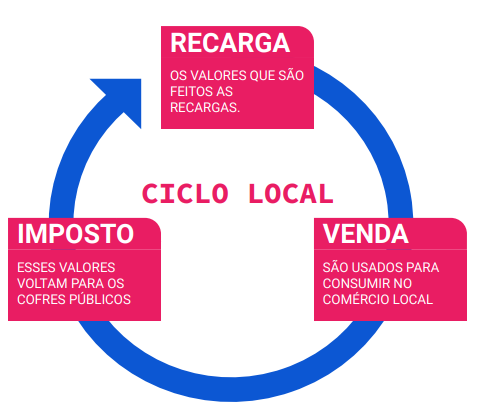 RECARGA
OS VALORES QUE SÃO
FEITOS AS
RECARGAS.
CICLO LOCAL
IMPOSTO
ESSES VALORES
VOLTAM PARA OS
COFRES PÚBLICOS
VENDA
SÃO USADOS PARA
CONSUMIR NO
COMÉRCIO LOCAL